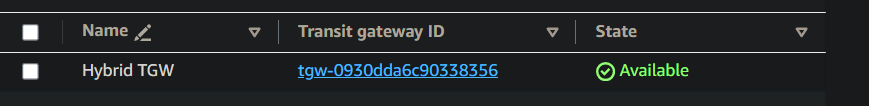 Name Transit gateway ID State
Hybrid TGW tgw-0930dda6c90338356 Available